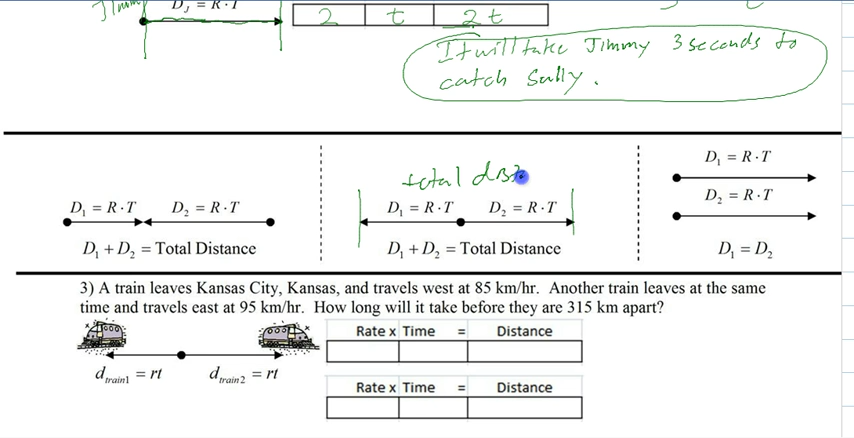 Jimmy
D_J = R · T
2 t 2t
It will take Jimmy 3 seconds to
catch Sally.
total dist
D₁ = R · T D₂ = R · T
D₁ + D₂ = Total Distance
D₁ = R · T D₂ = R · T
D₁ + D₂ = Total Distance
D₁ = R · T
D₂ = R · T
D₁ = D₂
3) A train leaves Kansas City, Kansas, and travels west at 85 km/hr. Another train leaves at the same
time and travels east at 95 km/hr. How long will it take before they are 315 km apart?
d_train1 = rt d_train2 = rt
Rate x Time = Distance
Rate x Time = Distance